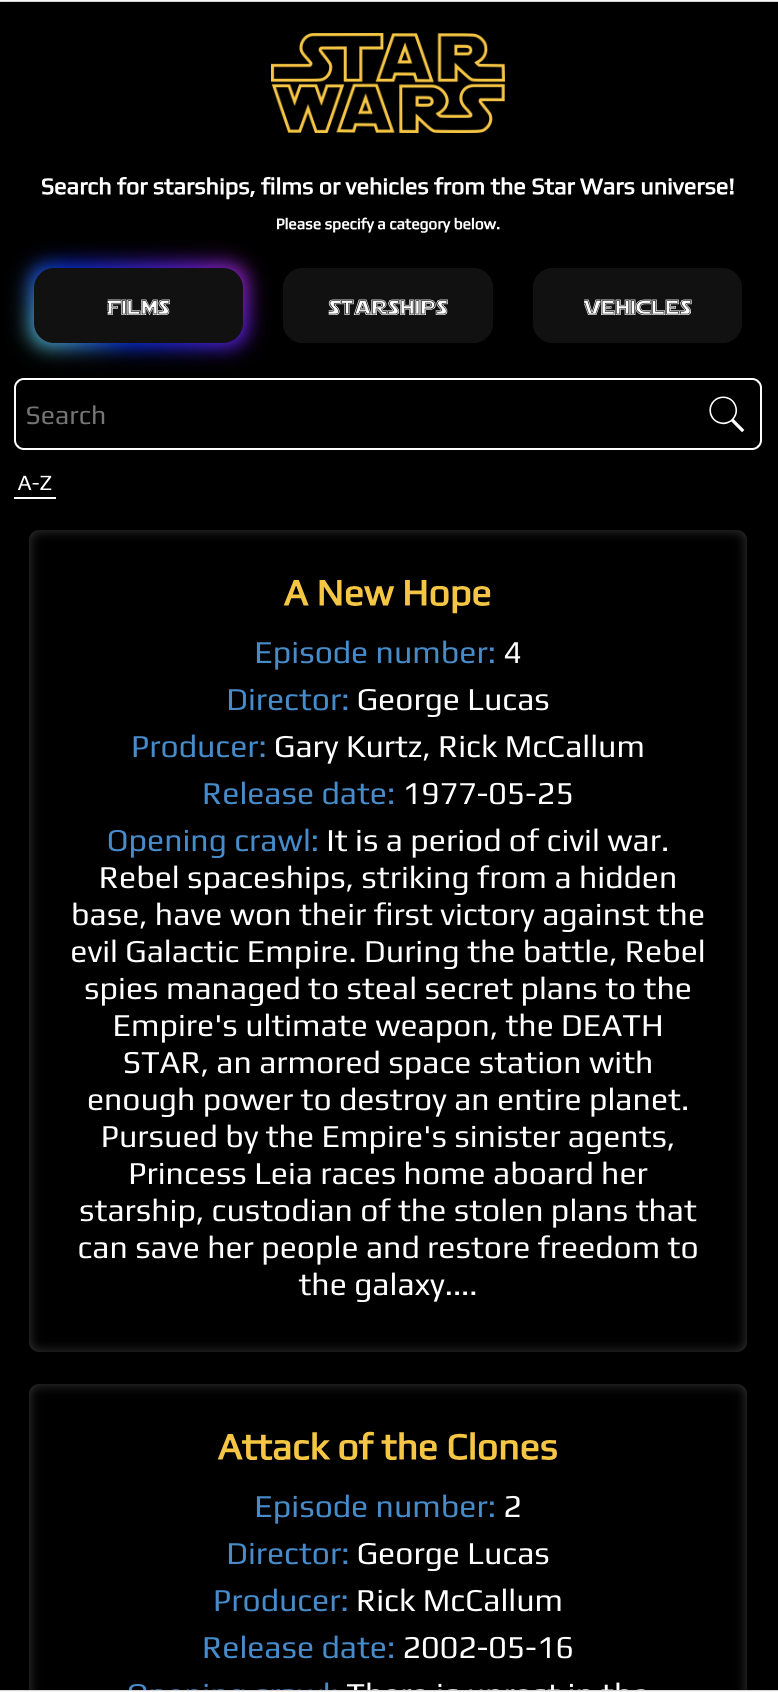 STAR
WARS
Search for starships, films or vehicles from the Star Wars universe!
Please specify a category below.
FILMS STARSHIPS VEHICLES
Search
A-Z
A New Hope
Episode number: 4
Director: George Lucas
Producer: Gary Kurtz, Rick McCallum
Release date: 1977-05-25
Opening crawl: It is a period of civil war.
Rebel spaceships, striking from a hidden
base, have won their first victory against the
evil Galactic Empire. During the battle, Rebel
spies managed to steal secret plans to the
Empire's ultimate weapon, the DEATH
STAR, an armored space station with
enough power to destroy an entire planet.
Pursued by the Empire's sinister agents,
Princess Leia races home aboard her
starship, custodian of the stolen plans that
can save her people and restore freedom to
the galaxy....
Attack of the Clones
Episode number: 2
Director: George Lucas
Producer: Rick McCallum
Release date: 2002-05-16
Opening crawl: There is unrest in the